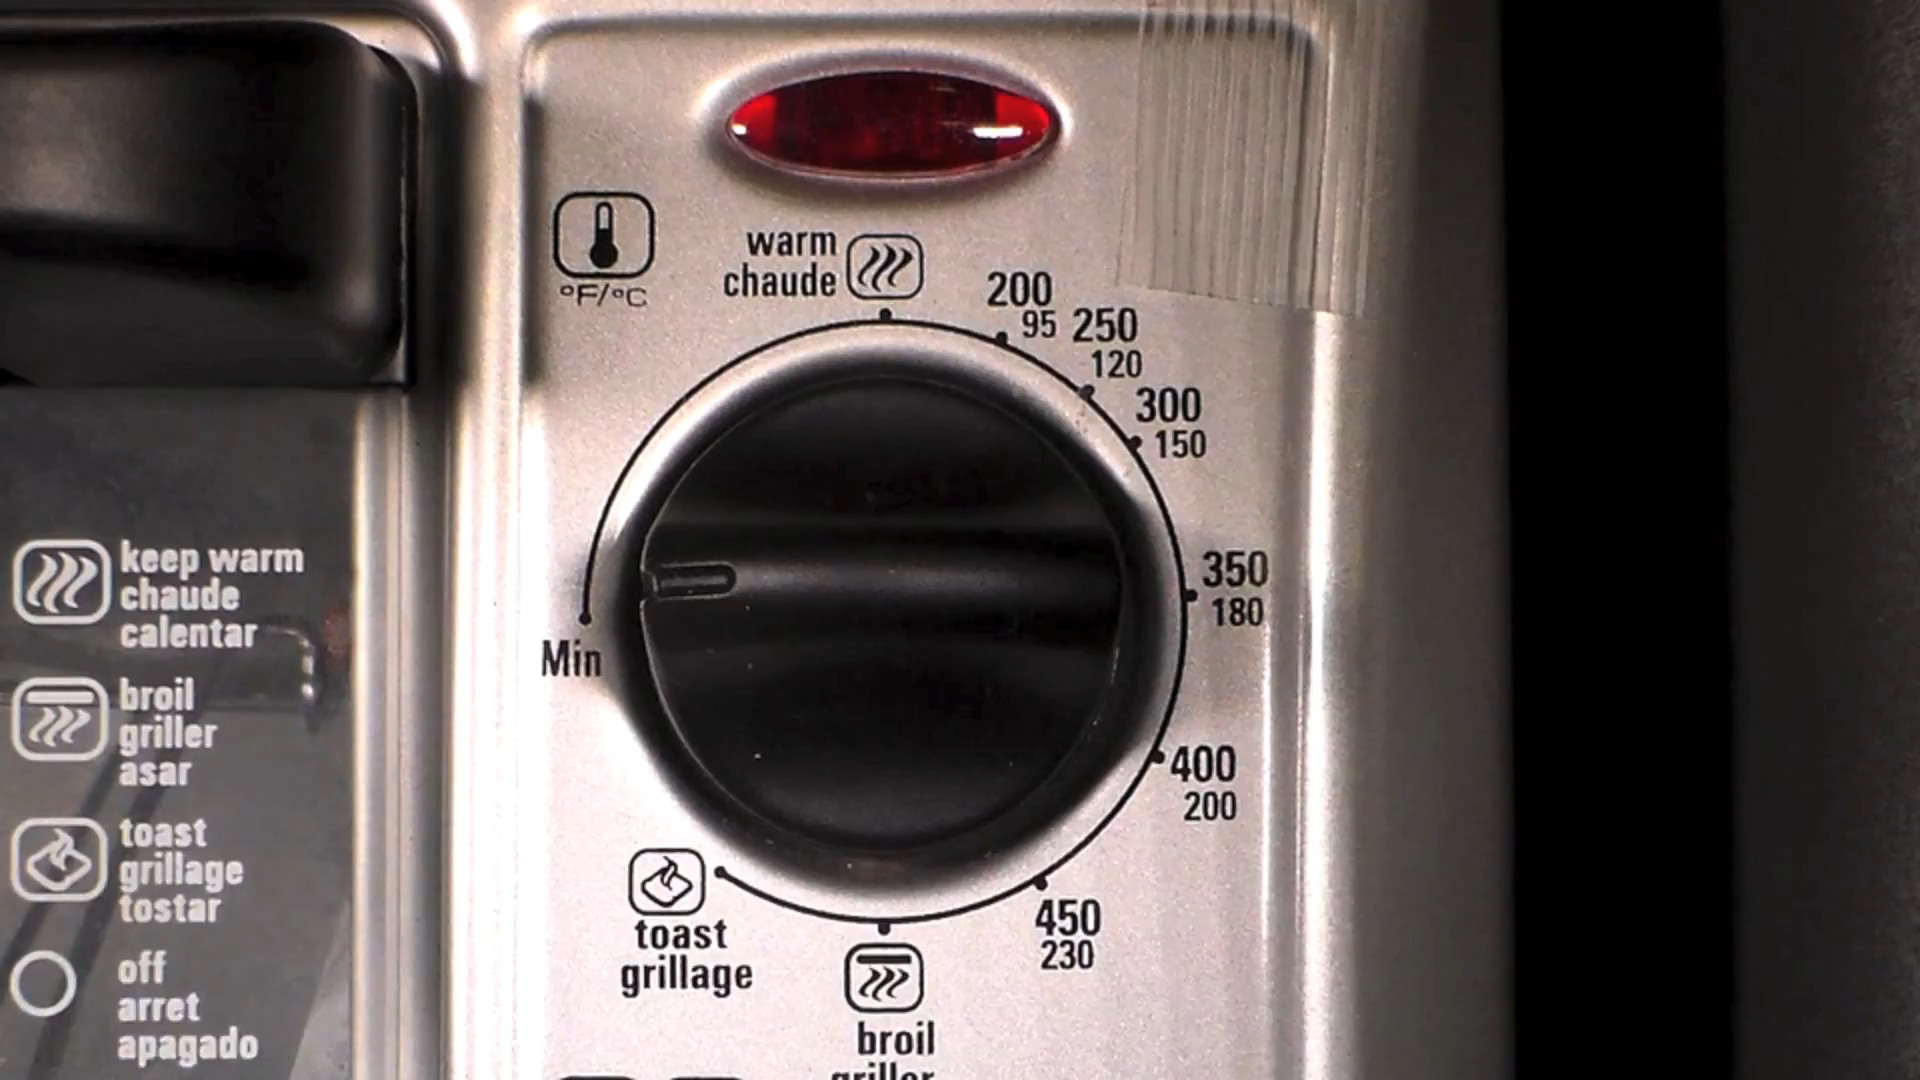 °F/°C
warm
chaude
200
95
250
120
300
150
350
180
400
200
450
230
broil
griller
toast
grillage
Min
keep warm
chaude
calentar
broil
griller
asar
toast
grillage
tostar
off
arret
apagado